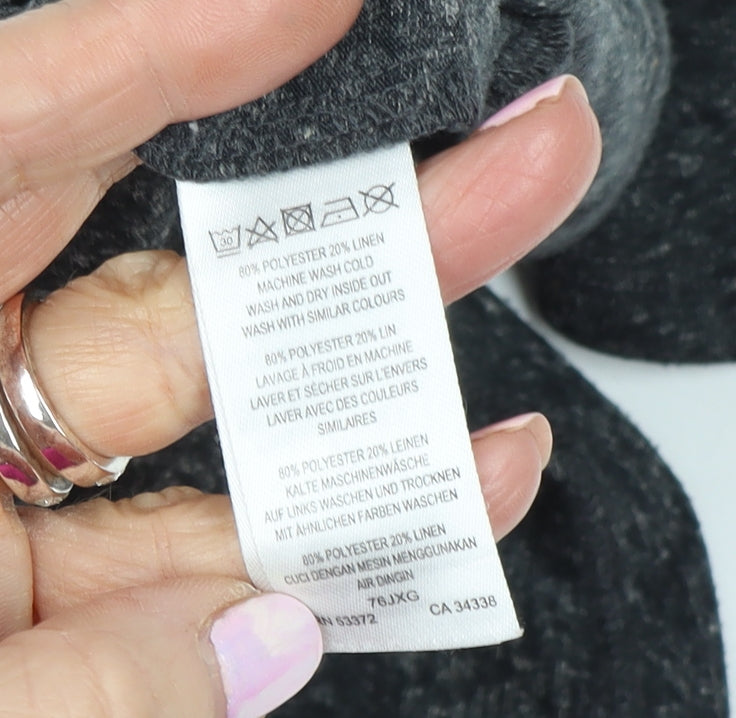 30
80% POLYESTER 20% LINEN
MACHINE WASH COLD
WASH AND DRY INSIDE OUT
WASH WITH SIMILAR COLOURS
80% POLYESTER 20% LIN
LAVAGE À FROID EN MACHINE
LAVER ET SÉCHER SUR L'ENVERS
LAVER AVEC DES COULEURS
SIMILAIRES
80% POLYESTER 20% LEINEN
KALTE MASCHINENWÄSCHE
AUF LINKS WASCHEN UND TROCKNEN
MIT ÄHNLICHEN FARBEN WASCHEN
80% POLYESTER 20% LINEN
CUCI DENGAN MESIN MENGGUNAKAN
AIR DINGIN
76JXG
53372 CA 34338